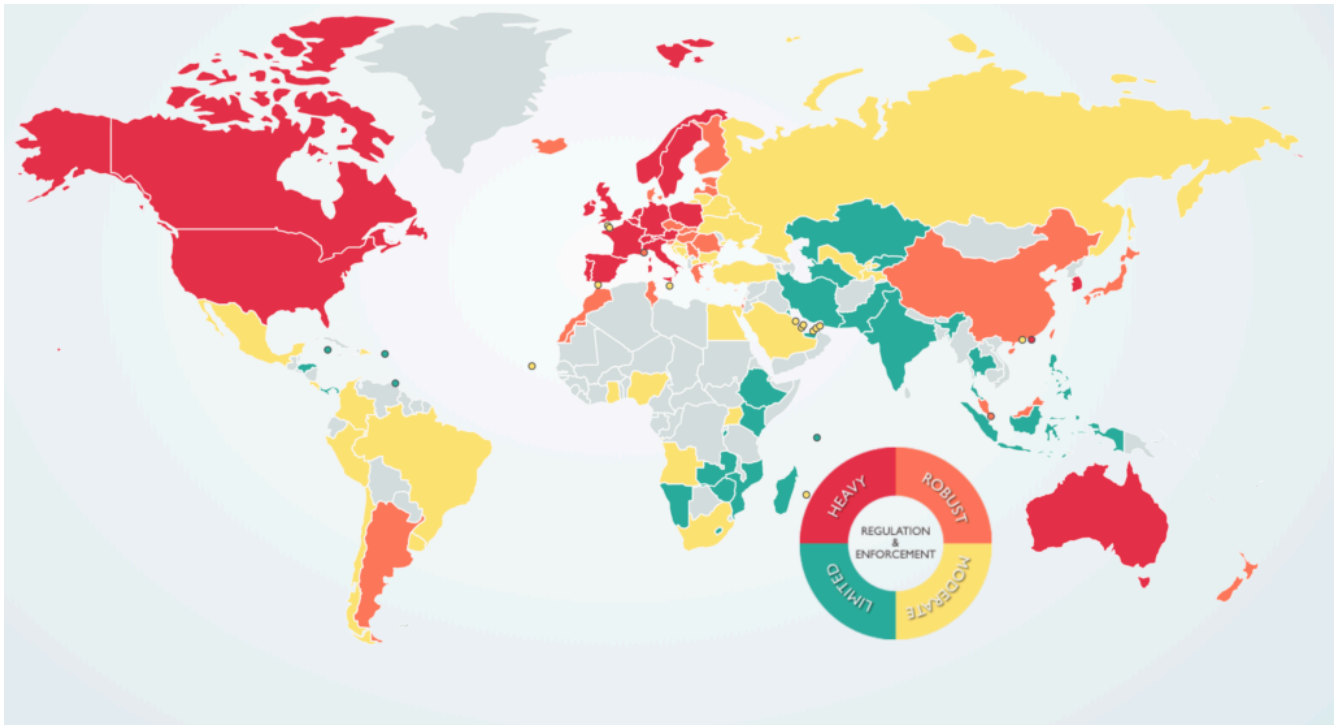 HEAVY
ROBUST
REGULATION
&
ENFORCEMENT
LIMITED
MODERATE